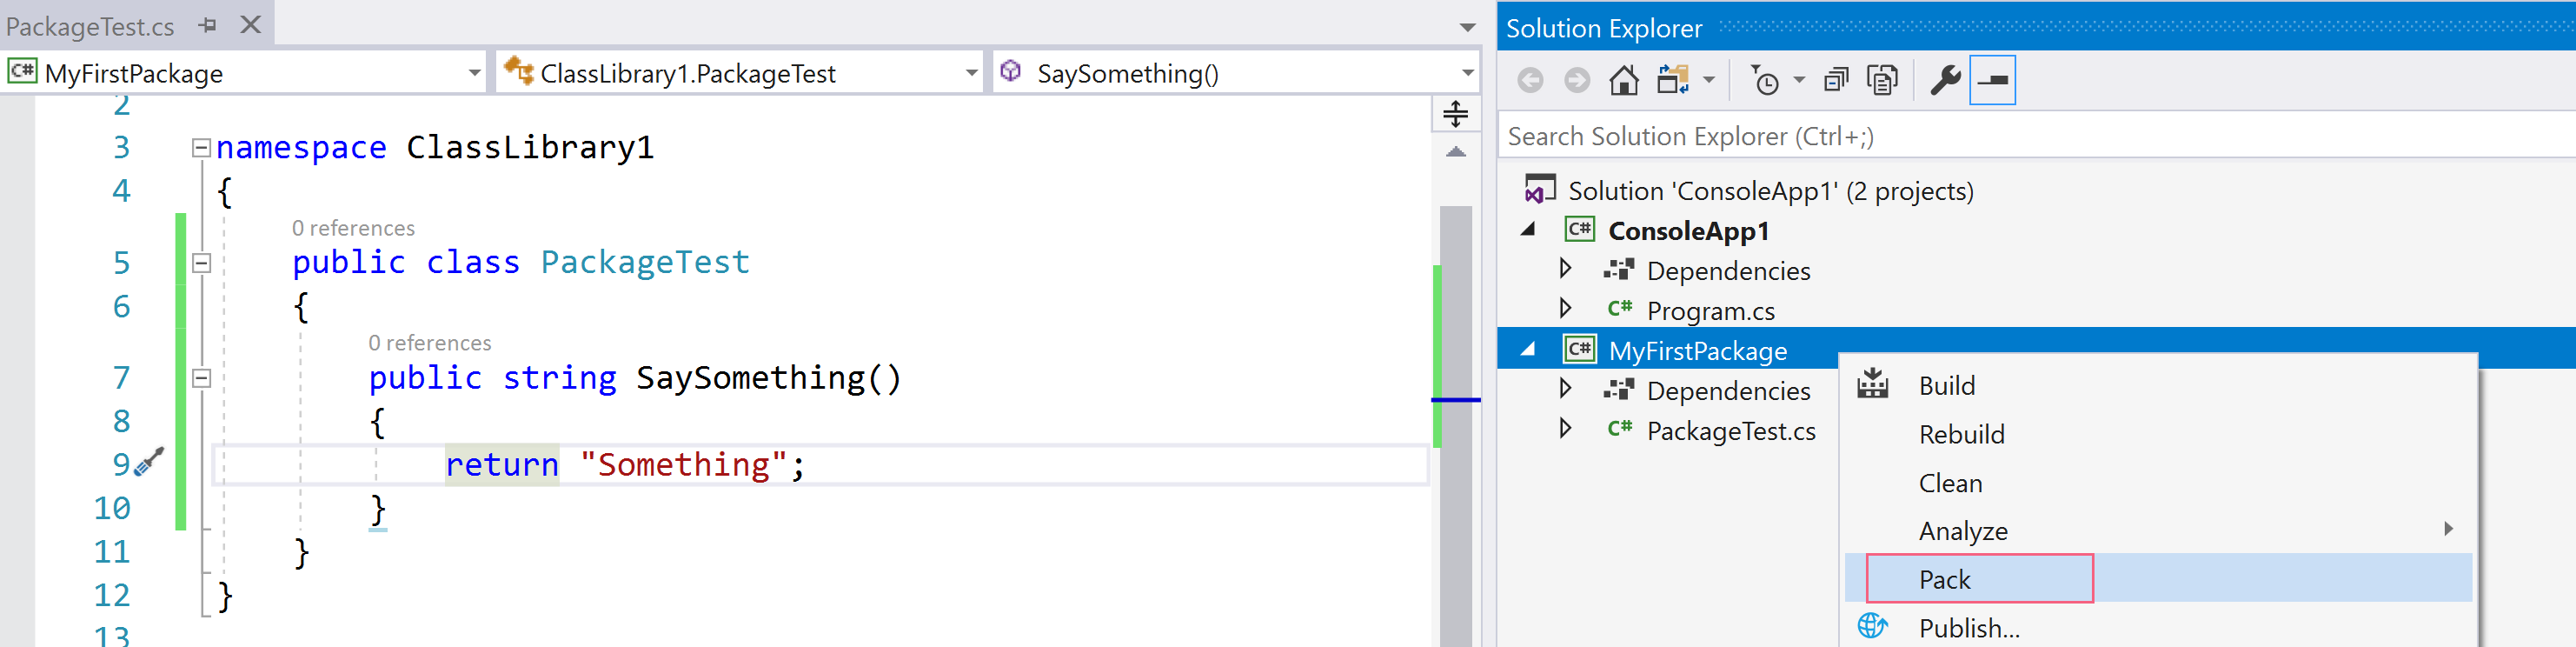 PackageTest.cs
C# MyFirstPackage
ClassLibrary1.PackageTest
SaySomething()
2
3 namespace ClassLibrary1
4 {
0 references
5 public class PackageTest
6 {
0 references
7 public string SaySomething()
8 {
9 return "Something";
10 }
11 }
12 }
13
Solution Explorer
Search Solution Explorer (Ctrl+;)
Solution 'ConsoleApp1' (2 projects)
C# ConsoleApp1
Dependencies
C# Program.cs
C# MyFirstPackage
Dependencies
C# PackageTest.cs
Build
Rebuild
Clean
Analyze
Pack
Publish...